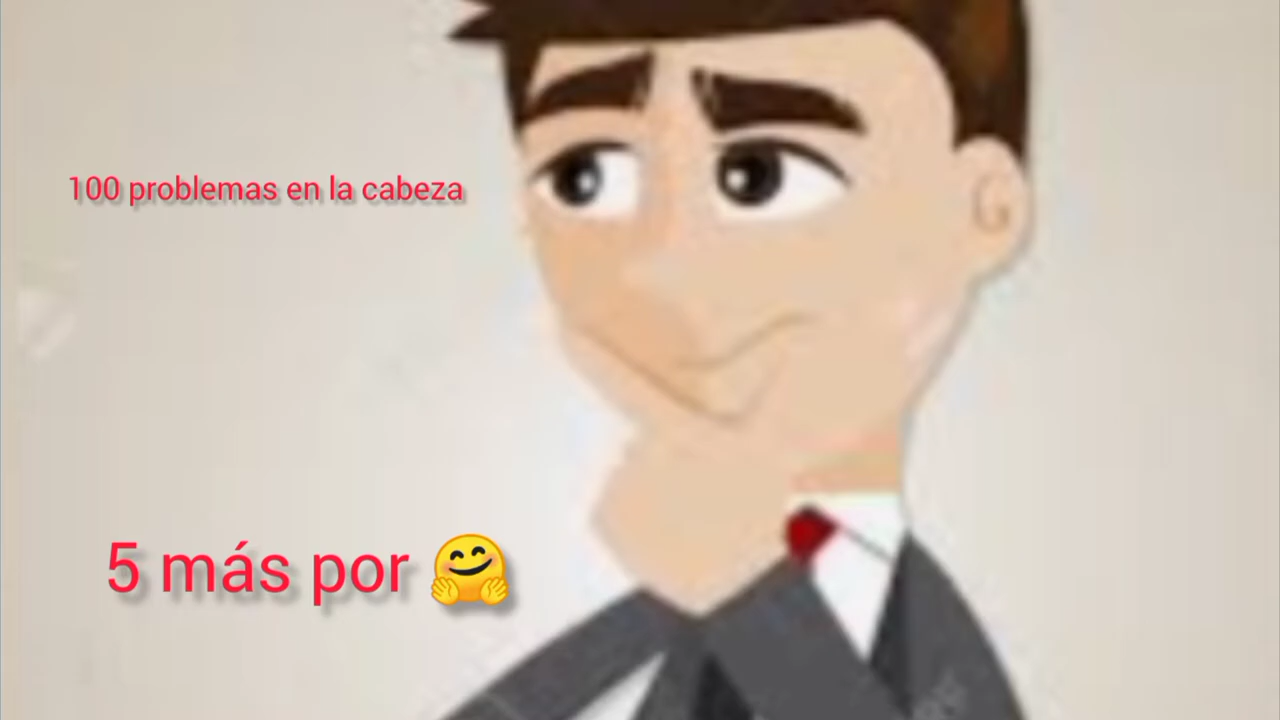 100 problemas en la cabeza
5 más por 🤗